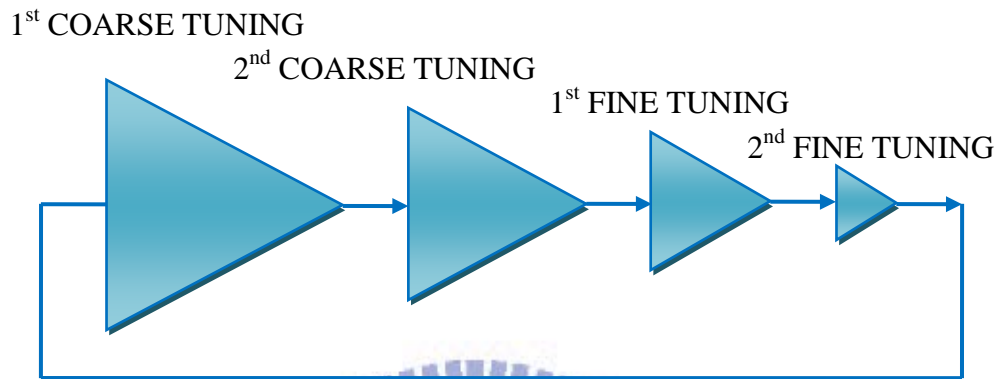 1st COARSE TUNING
2nd COARSE TUNING
1st FINE TUNING
2nd FINE TUNING